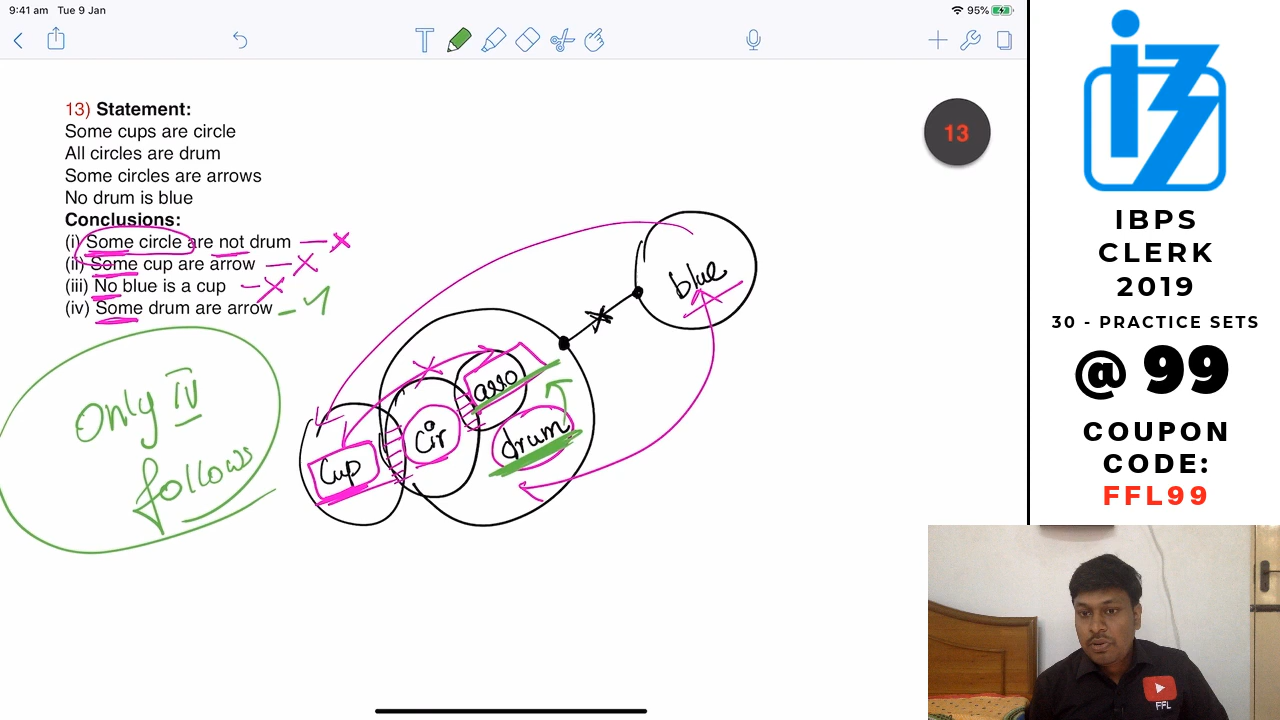 9:41 am Tue 9 Jan
95%
T
13) Statement:
Some cups are circle
All circles are drum
Some circles are arrows
No drum is blue
Conclusions:
(i) Some circle are not drum
(ii) Some cup are arrow
(iii) No blue is a cup
(iv) Some drum are arrow
13
blue
arro
cir
drum
Cup
Only IV
follows
IBPS
CLERK
2019
30 - PRACTICE SETS
@ 99
COUPON
CODE:
FFL99
FFL